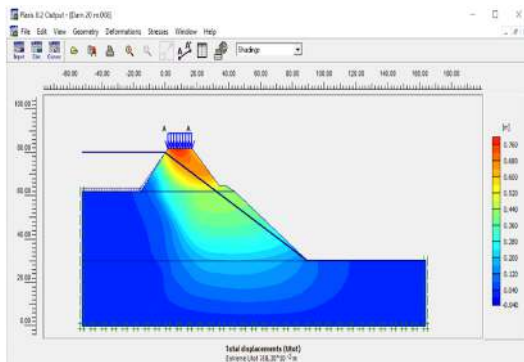 Plaxis 8.2 Output - [Dam 20 m.000]
File Edit View Geometry Deformations Stresses Window Help
Input Calc Curves Shadings
-80.00 -40.00 -20.00 0.00 20.00 40.00 60.00 80.00 100.00 120.00 140.00 160.00 180.00
100.00
80.00
60.00
40.00
20.00
0.00
A A
[m]
0.760
0.680
0.600
0.520
0.440
0.360
0.280
0.200
0.120
0.040
-0.040
Total displacements (Utot)